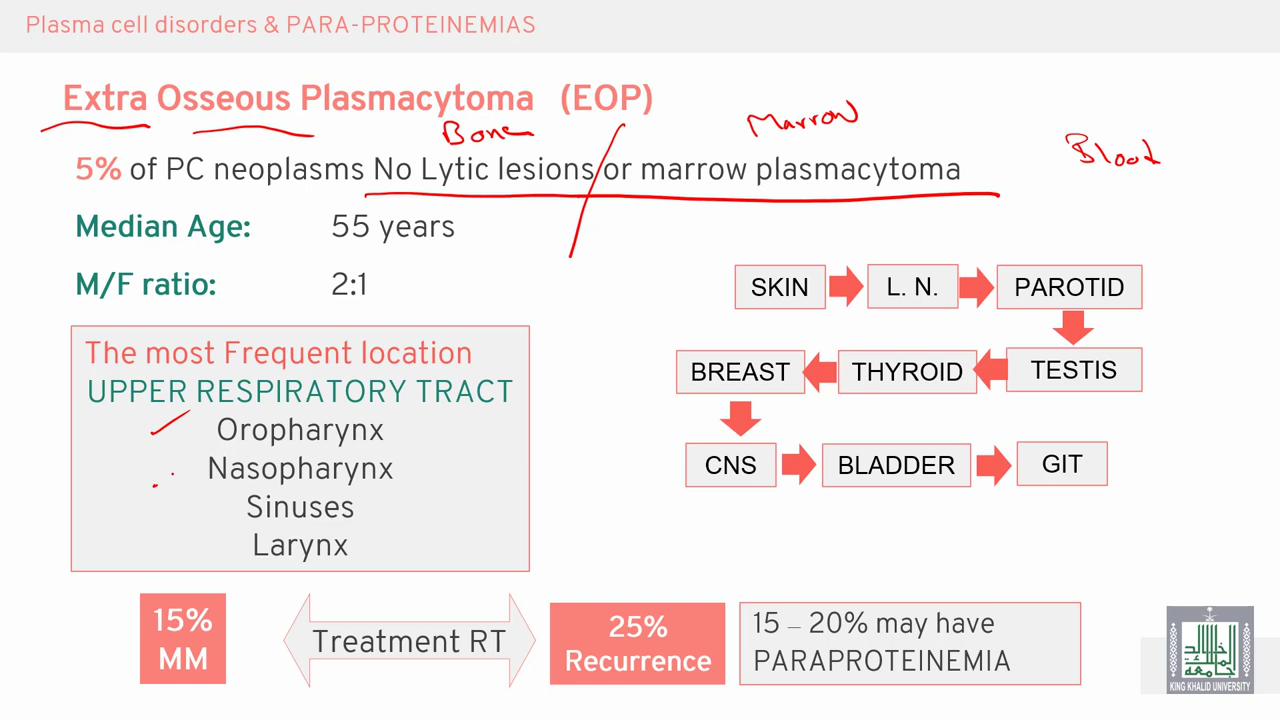 Plasma cell disorders & PARA-PROTEINEMIAS
Extra Osseous Plasmacytoma (EOP)
Bone
Marrow
Blood
5% of PC neoplasms No Lytic lesions or marrow plasmacytoma
Median Age: 55 years
M/F ratio: 2:1
The most Frequent location
UPPER RESPIRATORY TRACT
Oropharynx
Nasopharynx
Sinuses
Larynx
SKIN
L. N.
PAROTID
TESTIS
THYROID
BREAST
CNS
BLADDER
GIT
15%
MM
Treatment RT
25%
Recurrence
15 – 20% may have
PARAPROTEINEMIA
KING KHALID UNIVERSITY